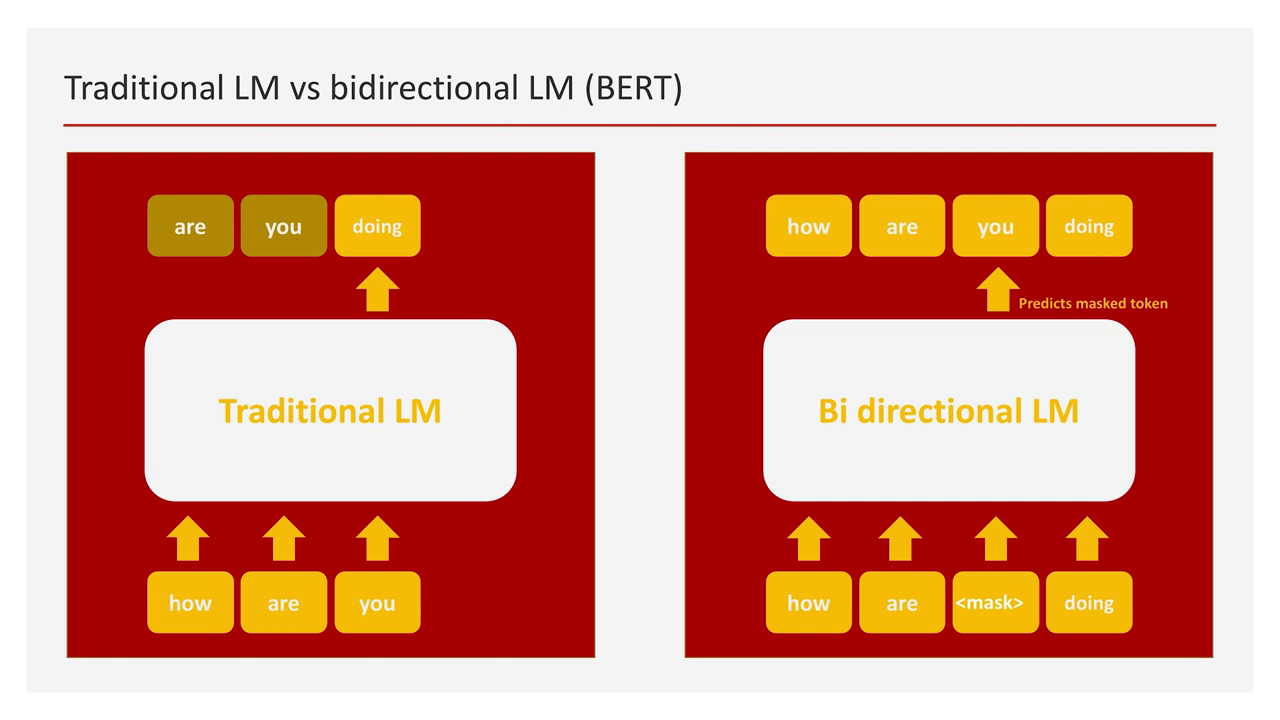 Traditional LM vs bidirectional LM (BERT)
are you doing
Traditional LM
how are you
how are you doing
Predicts masked token
Bi directional LM
how are <mask> doing